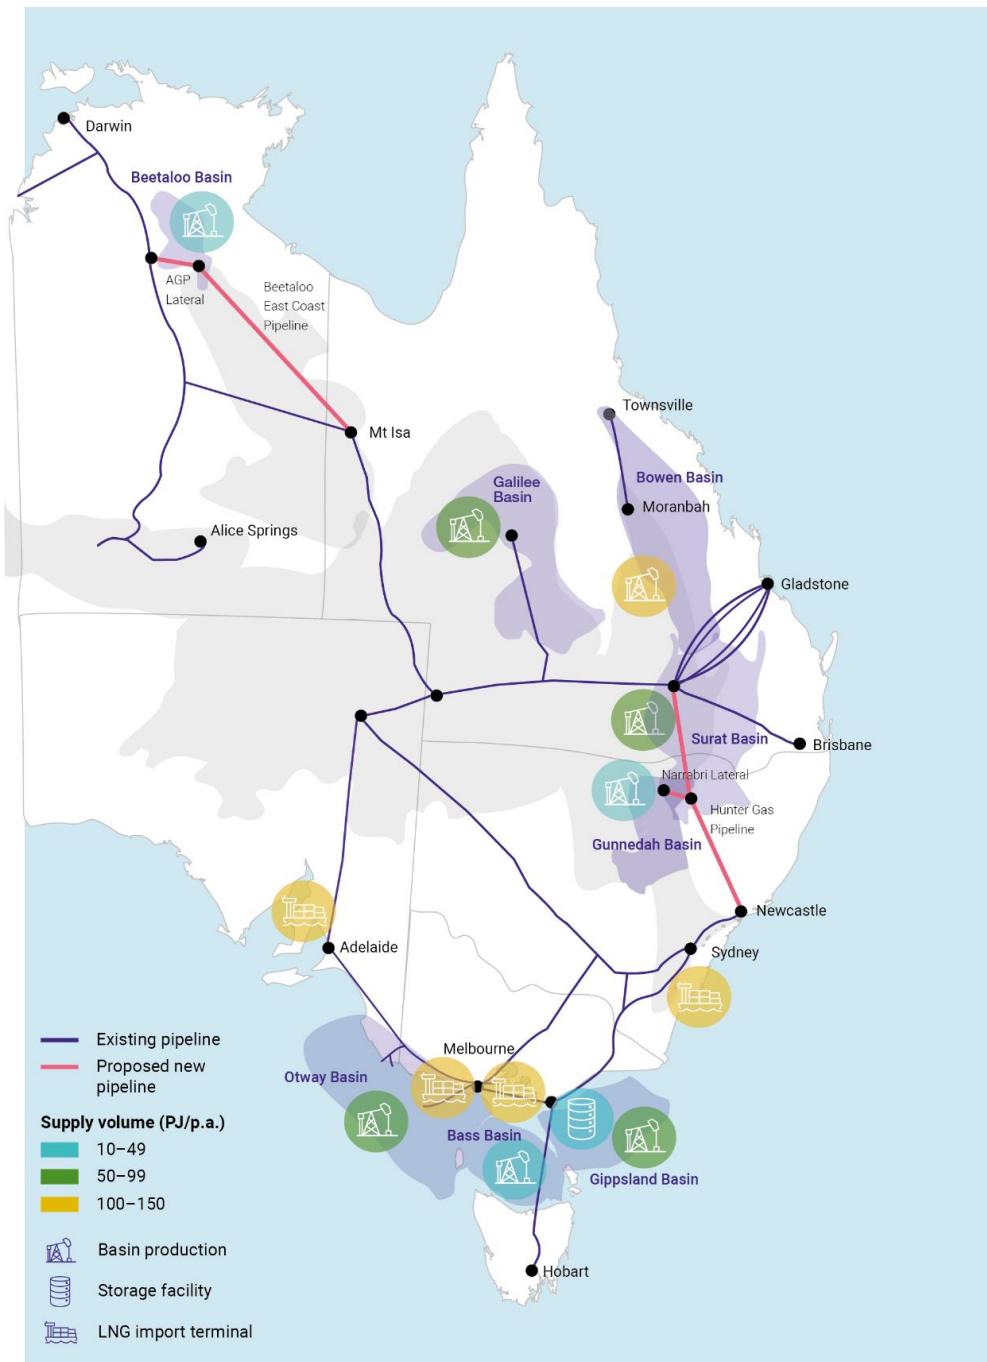 Darwin
Beetaloo Basin
AGP
Lateral
Beetaloo
East Coast
Pipeline
Townsville
Mt Isa
Galilee
Basin
Bowen Basin
Moranbah
Alice Springs
Gladstone
Surat Basin
Brisbane
Narrabri Lateral
Hunter Gas
Pipeline
Gunnedah Basin
Newcastle
Adelaide
Sydney
Melbourne
Otway Basin
Bass Basin
Gippsland Basin
Hobart
Existing pipeline
Proposed new
pipeline
Supply volume (PJ/p.a.)
10–49
50–99
100–150
Basin production
Storage facility
LNG import terminal